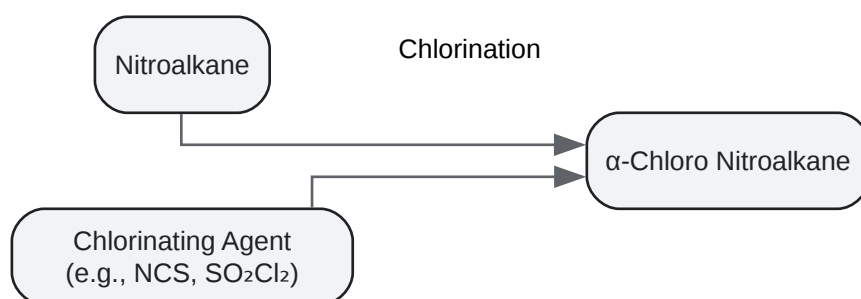 Nitroalkane
Chlorination
α-Chloro Nitroalkane
Chlorinating Agent
(e.g., NCS, SO₂Cl₂)